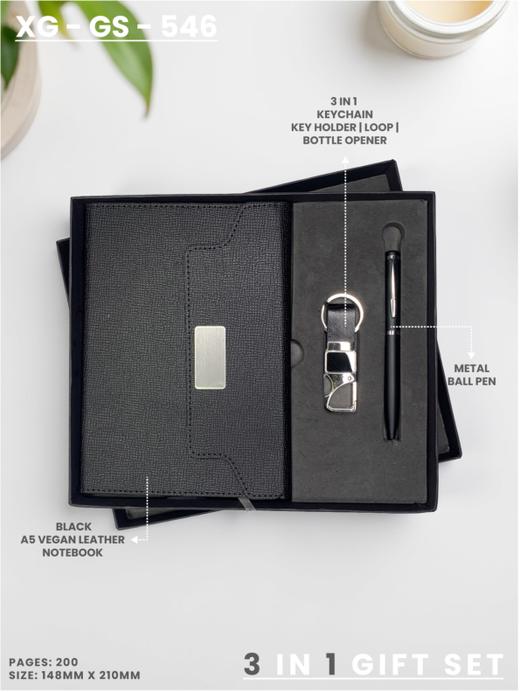 XG - GS - 546
3 IN 1
KEYCHAIN
KEY HOLDER | LOOP |
BOTTLE OPENER
METAL
BALL PEN
BLACK
A5 VEGAN LEATHER
NOTEBOOK
PAGES: 200
SIZE: 148MM X 210MM
3 IN 1 GIFT SET